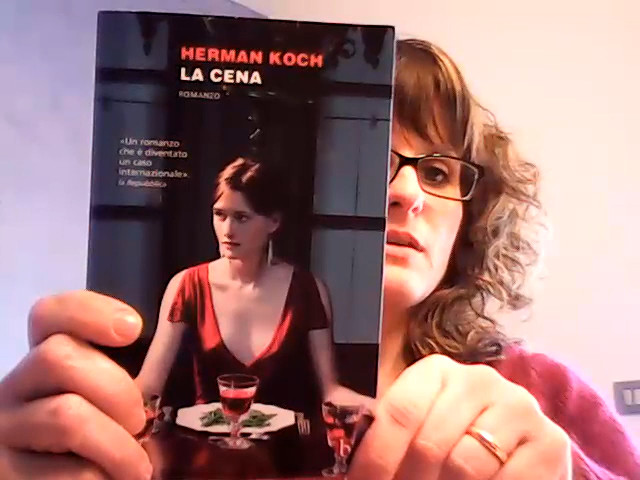 HERMAN KOCH
LA CENA
ROMANZO
«Un romanzo
che è diventato
un caso
internazionale»
la Repubblica
b